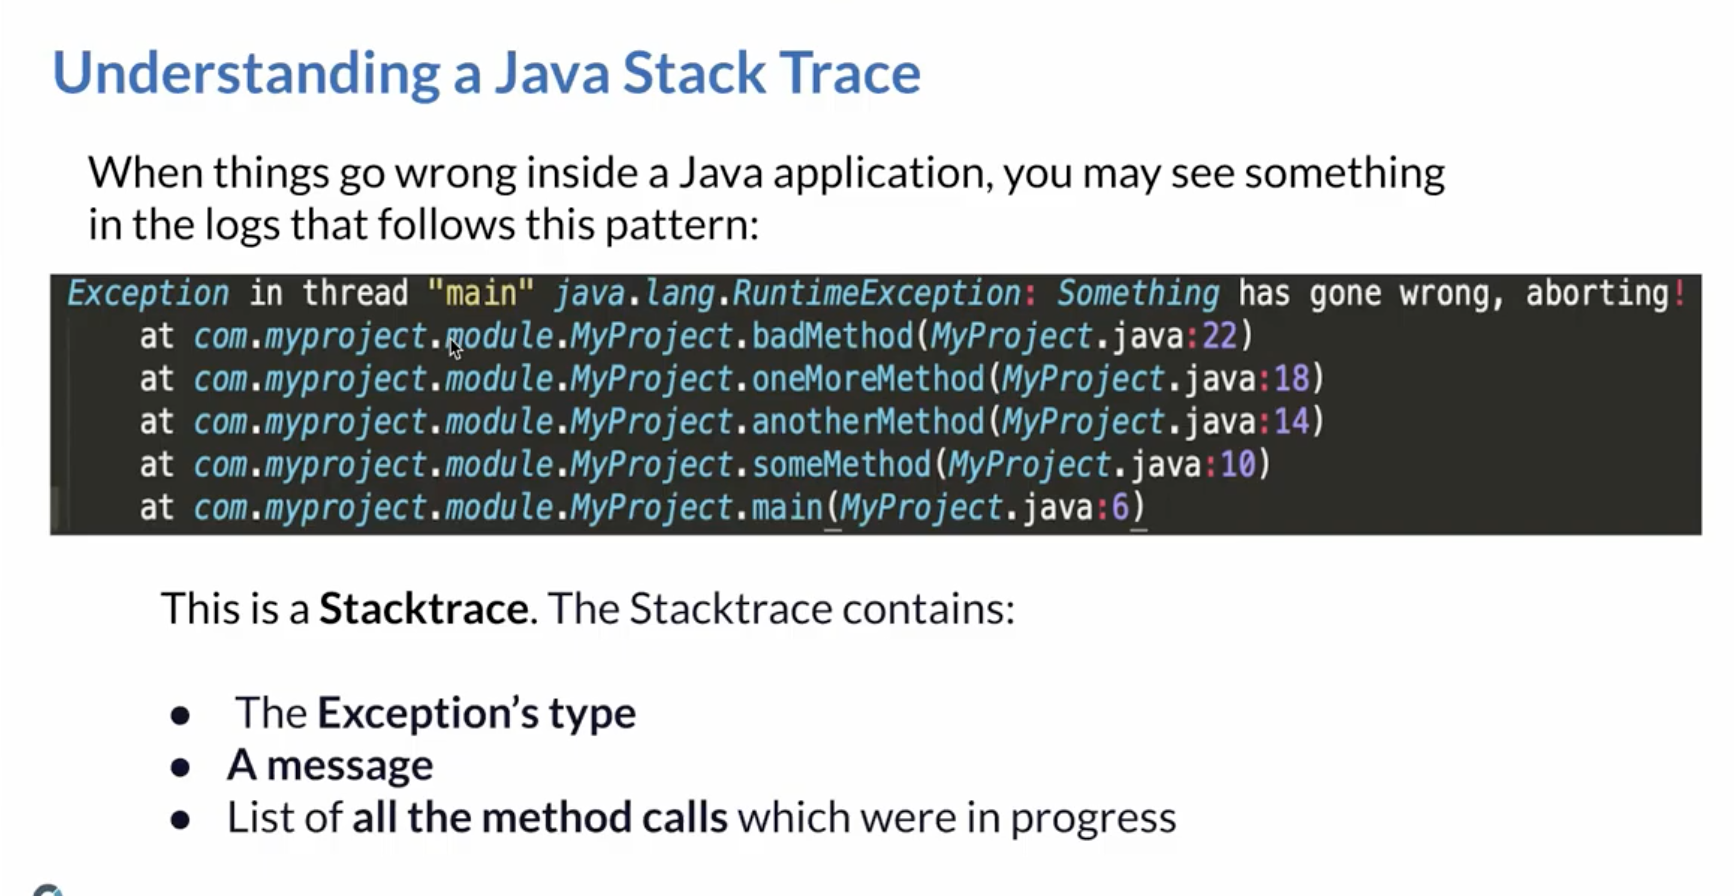 Understanding a Java Stack Trace
When things go wrong inside a Java application, you may see something
in the logs that follows this pattern:
Exception in thread "main" java.lang.RuntimeException: Something has gone wrong, aborting!
at com.myproject.module.MyProject.badMethod(MyProject.java:22)
at com.myproject.module.MyProject.oneMoreMethod(MyProject.java:18)
at com.myproject.module.MyProject.anotherMethod(MyProject.java:14)
at com.myproject.module.MyProject.someMethod(MyProject.java:10)
at com.myproject.module.MyProject.main(MyProject.java:6)
This is a Stacktrace. The Stacktrace contains:
● The Exception’s type
● A message
● List of all the method calls which were in progress